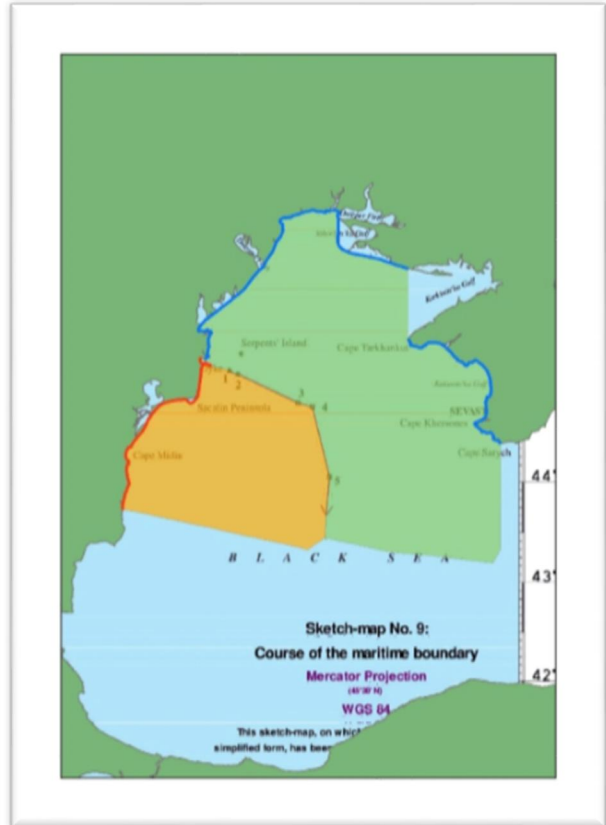 Serpents' Island
Cape Tarkhankut
Karkinits'ka Gulf
1
2
3
4
Sacalin Peninsula
SEVAS
Cape Khersones
Cape Midia
Cape Sarych
5
44°
B L A C K S E A
43°
Sketch-map No. 9:
Course of the maritime boundary
Mercator Projection
WGS 84
42°
This sketch-map, on which
simplified form, has been